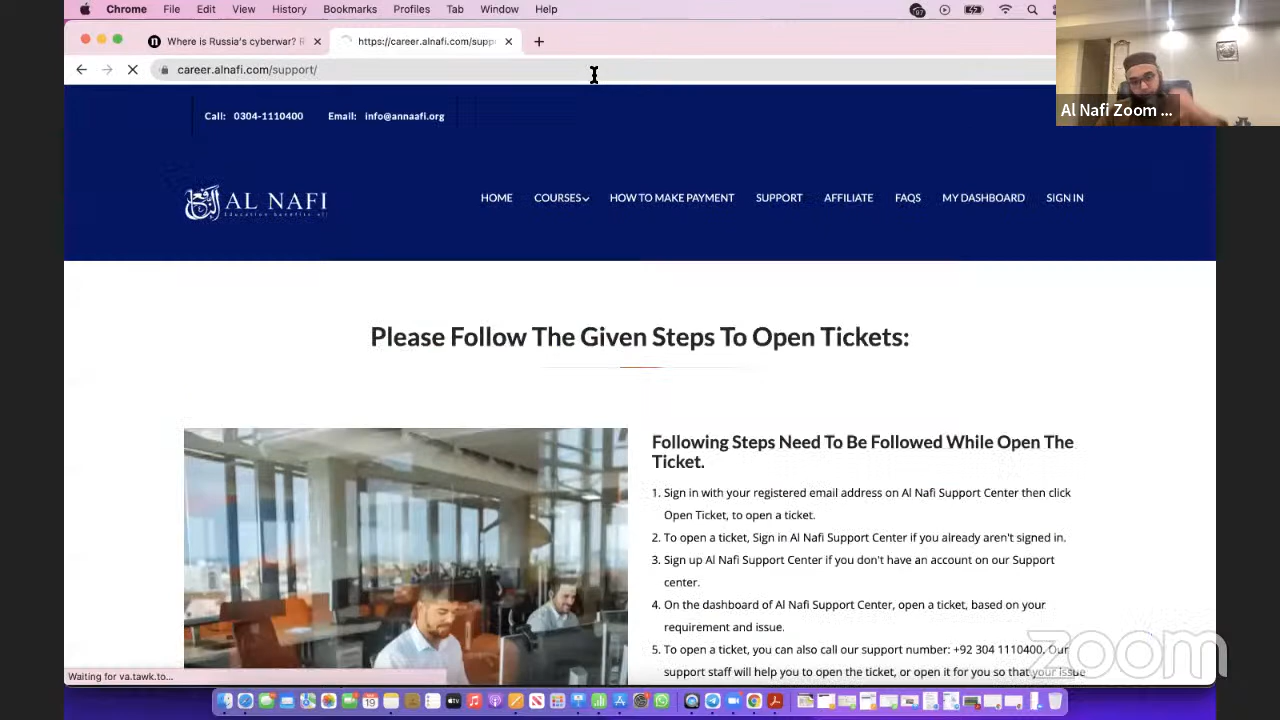 Chrome File Edit View History Bookmarks Profiles Tab Window Help
Where is Russia's cyberwar? R
https://career.alnafi.com/supp
career.alnafi.com/support/
Al Nafi Zoom ...
Call: 0304-1110400 Email: info@annaafi.org
AL NAFI
Education benefits all
HOME COURSES HOW TO MAKE PAYMENT SUPPORT AFFILIATE FAQS MY DASHBOARD SIGN IN
Please Follow The Given Steps To Open Tickets:
Following Steps Need To Be Followed While Open The
Ticket.
1. Sign in with your registered email address on Al Nafi Support Center then click
Open Ticket, to open a ticket.
2. To open a ticket, Sign in Al Nafi Support Center if you already aren't signed in.
3. Sign up Al Nafi Support Center if you don't have an account on our Support
center.
4. On the dashboard of Al Nafi Support Center, open a ticket, based on your
requirement and issue.
5. To open a ticket, you can also call our support number: +92 304 1110400. Our
support staff will help you to open the ticket, or open it for you so that your issue
zoom
Waiting for va.tawk.to...